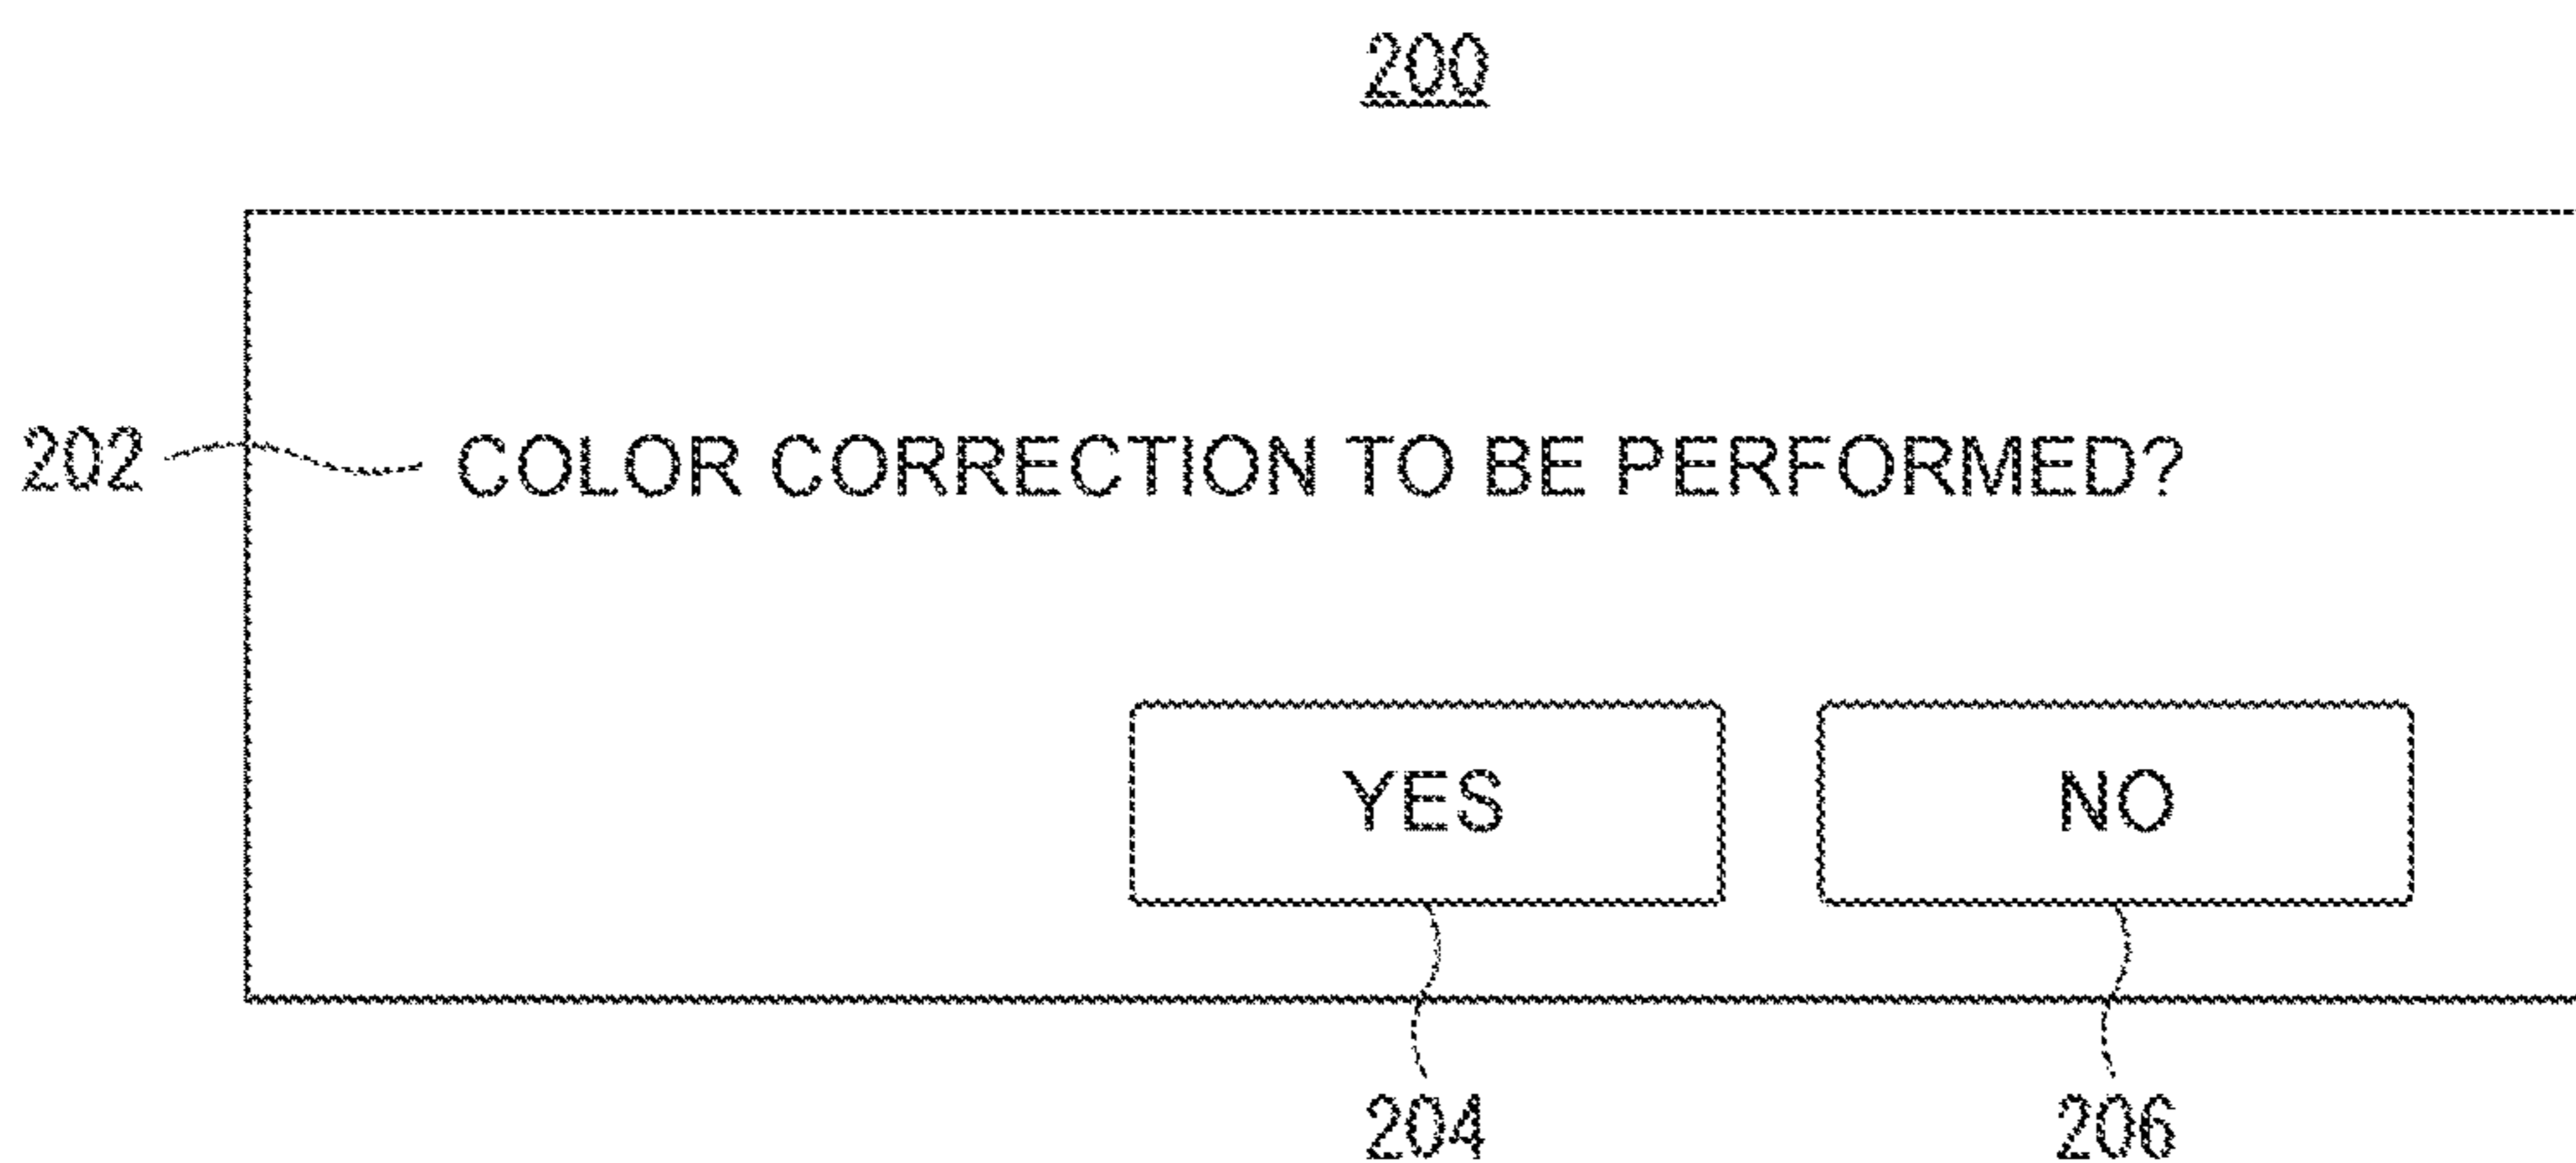 200
202 COLOR CORRECTION TO BE PERFORMED?
YES NO
204 206